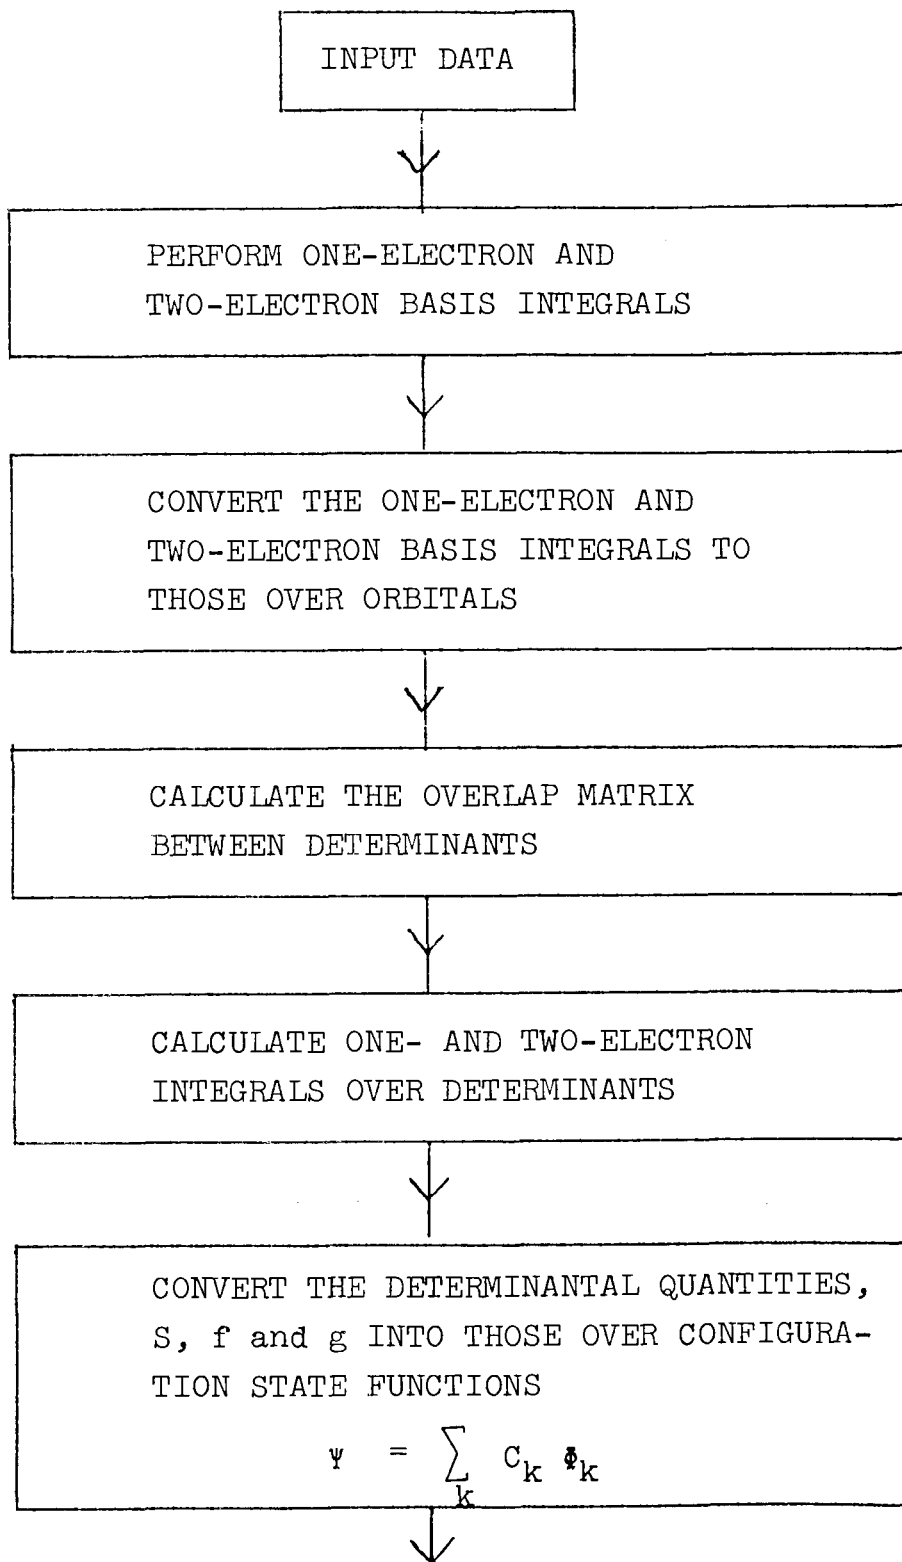 INPUT DATA
PERFORM ONE-ELECTRON AND
TWO-ELECTRON BASIS INTEGRALS
CONVERT THE ONE-ELECTRON AND
TWO-ELECTRON BASIS INTEGRALS TO
THOSE OVER ORBITALS
CALCULATE THE OVERLAP MATRIX
BETWEEN DETERMINANTS
CALCULATE ONE- AND TWO-ELECTRON
INTEGRALS OVER DETERMINANTS
CONVERT THE DETERMINANTAL QUANTITIES,
S, f and g INTO THOSE OVER CONFIGURA-
TION STATE FUNCTIONS
Ψ = ∑ C_k Φ_k
k